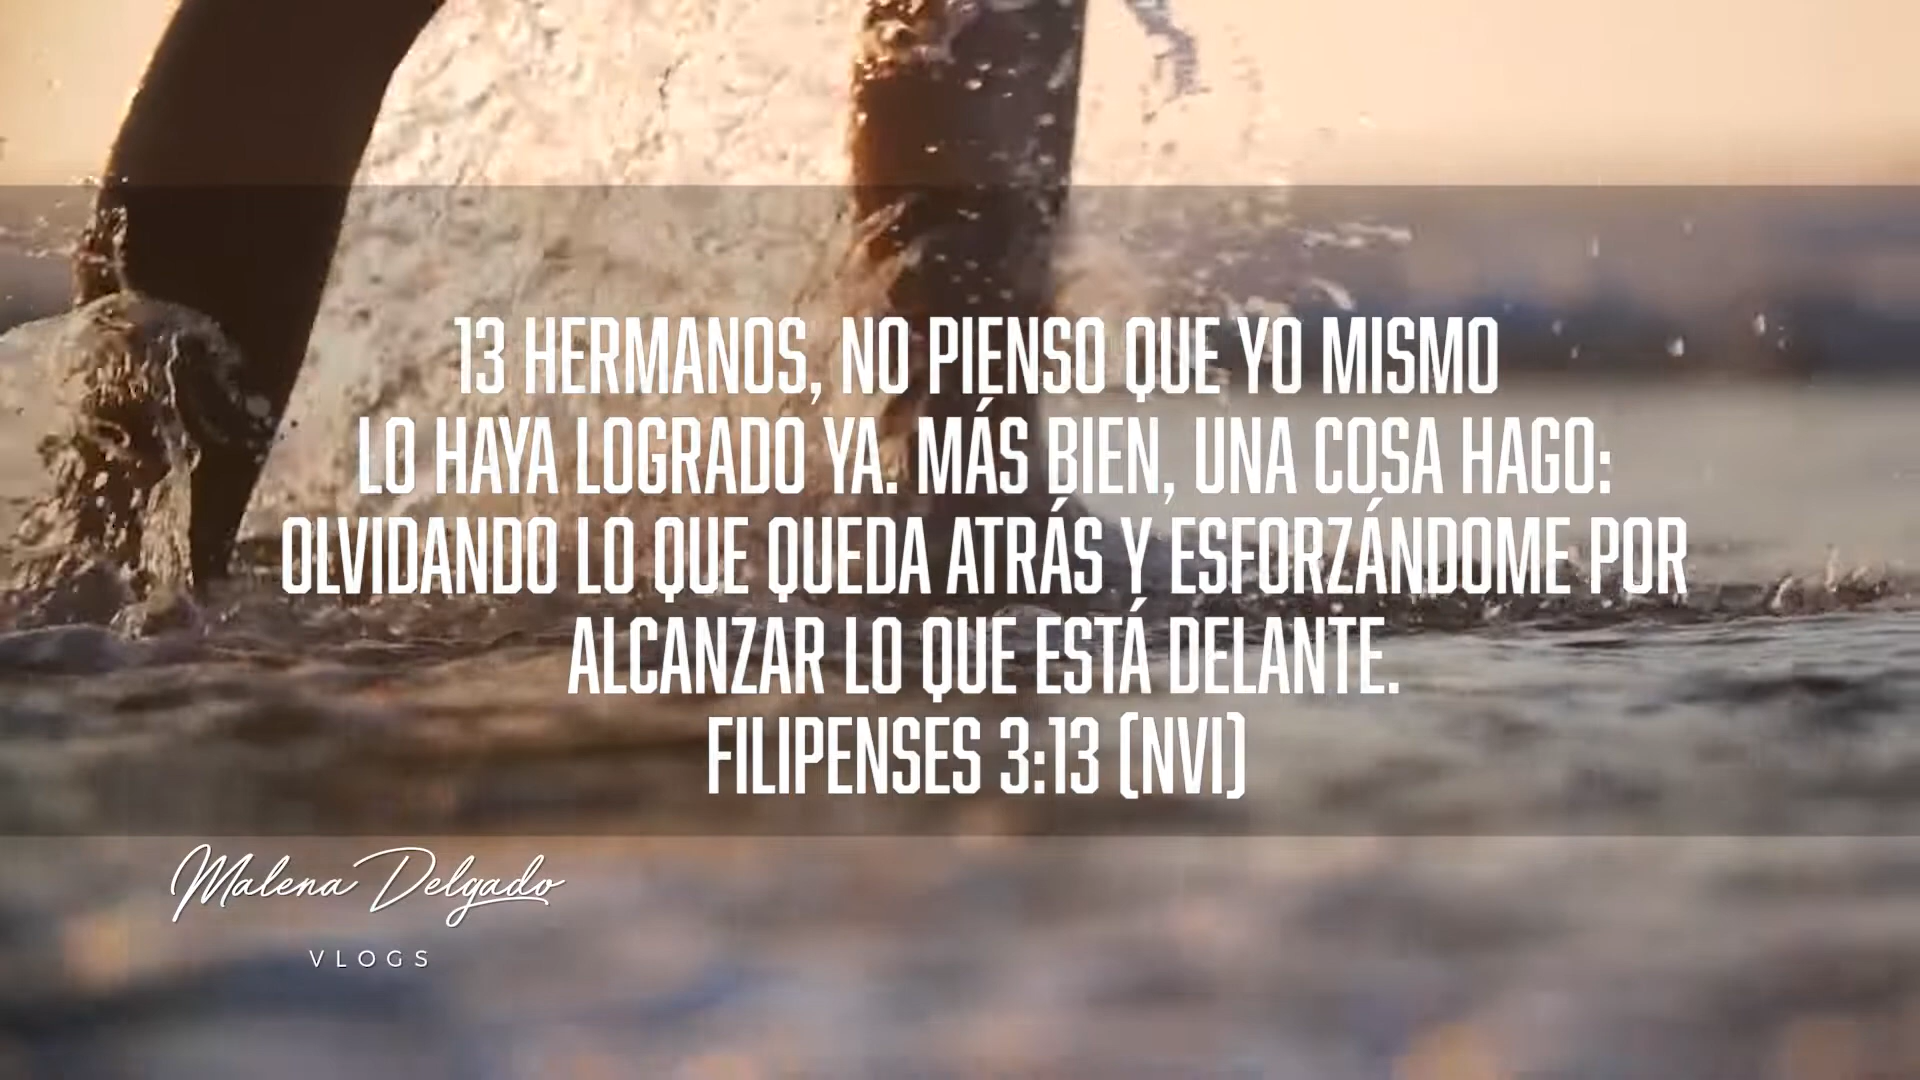 13 HERMANOS, NO PIENSO QUE YO MISMO
LO HAYA LOGRADO YA. MÁS BIEN, UNA COSA HAGO:
OLVIDANDO LO QUE QUEDA ATRÁS Y ESFORZÁNDOME POR
ALCANZAR LO QUE ESTÁ DELANTE.
FILIPENSES 3:13 (NVI)
Malena Delgado
VLOGS